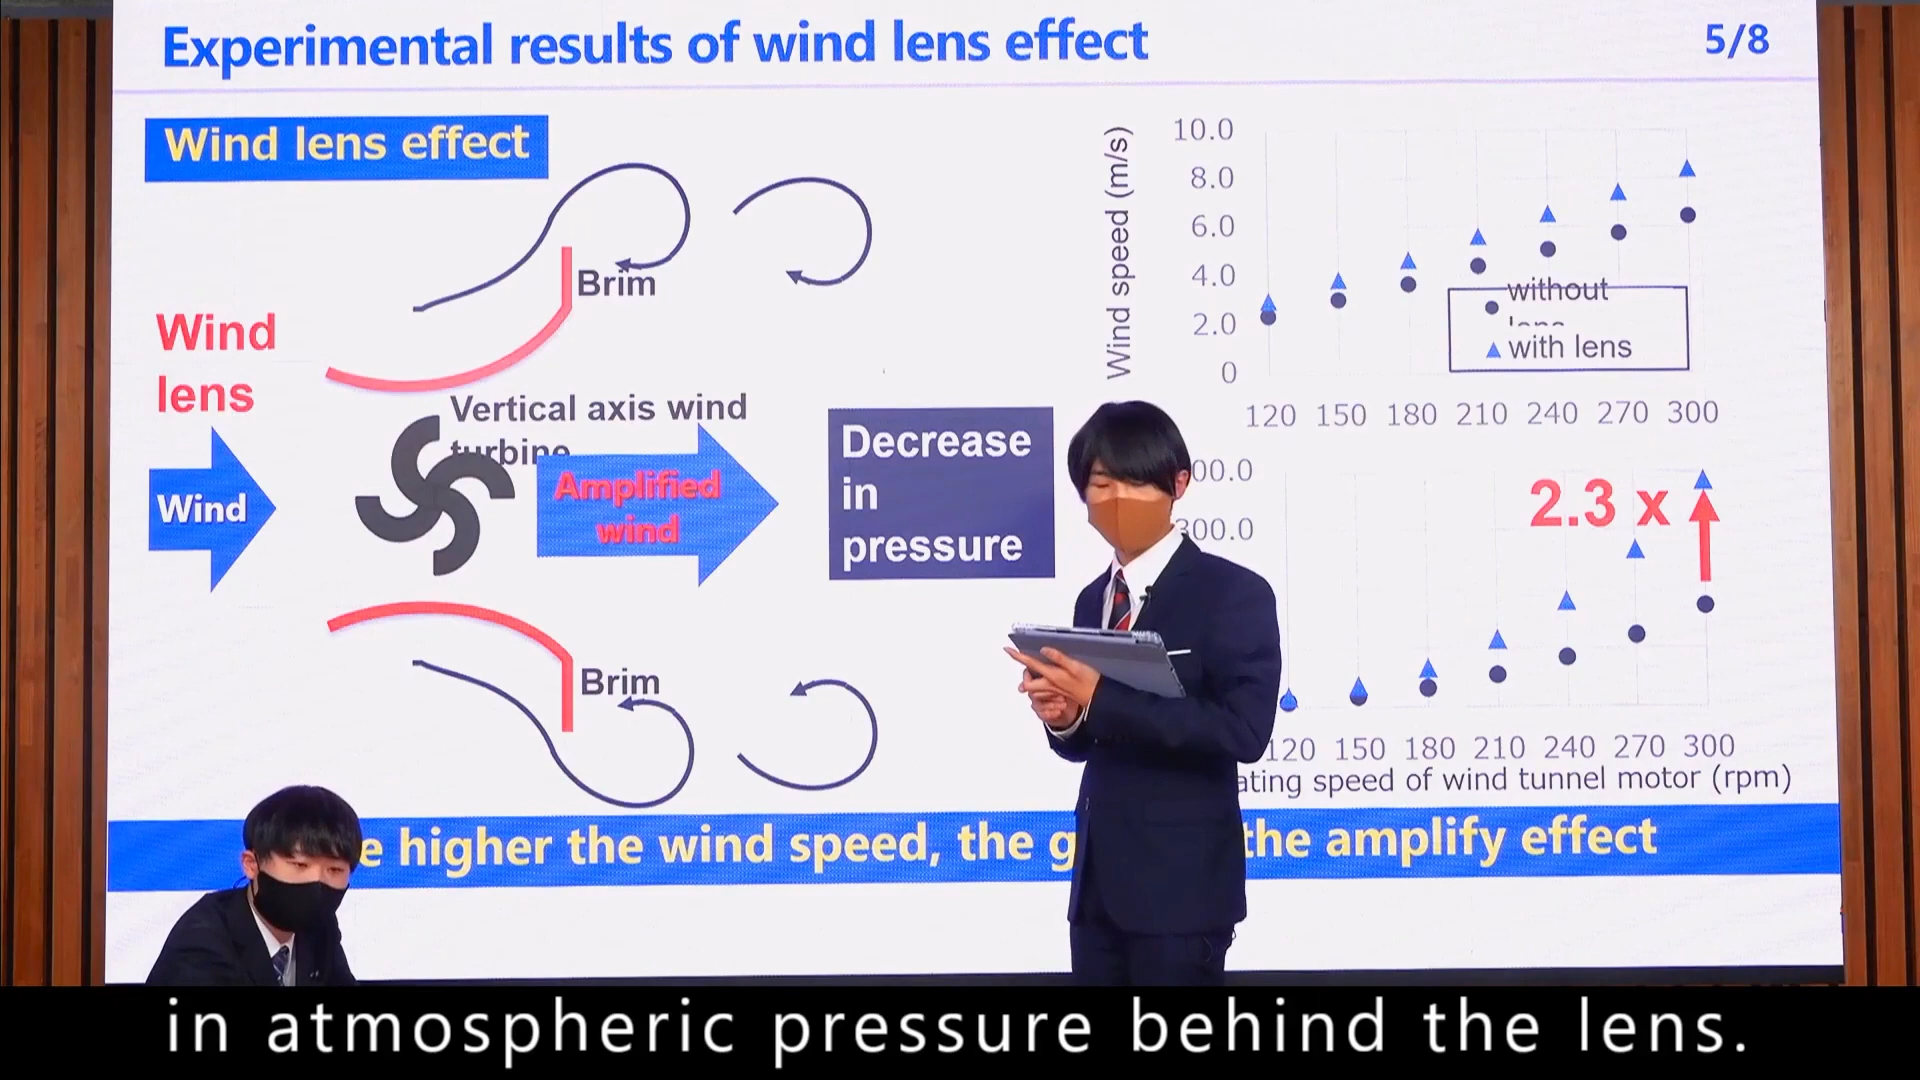 Experimental results of wind lens effect
5/8
Wind lens effect
Brim
Wind
lens
Vertical axis wind
turbine
Wind
Amplified
wind
Decrease
in
pressure
Brim
Wind speed (m/s)
10.0
8.0
6.0
4.0
2.0
0
without
with lens
120 150 180 210 240 270 300
00.0
300.0
2.3 x
120 150 180 210 240 270 300
ating speed of wind tunnel motor (rpm)
e higher the wind speed, the g the amplify effect
in atmospheric pressure behind the lens.